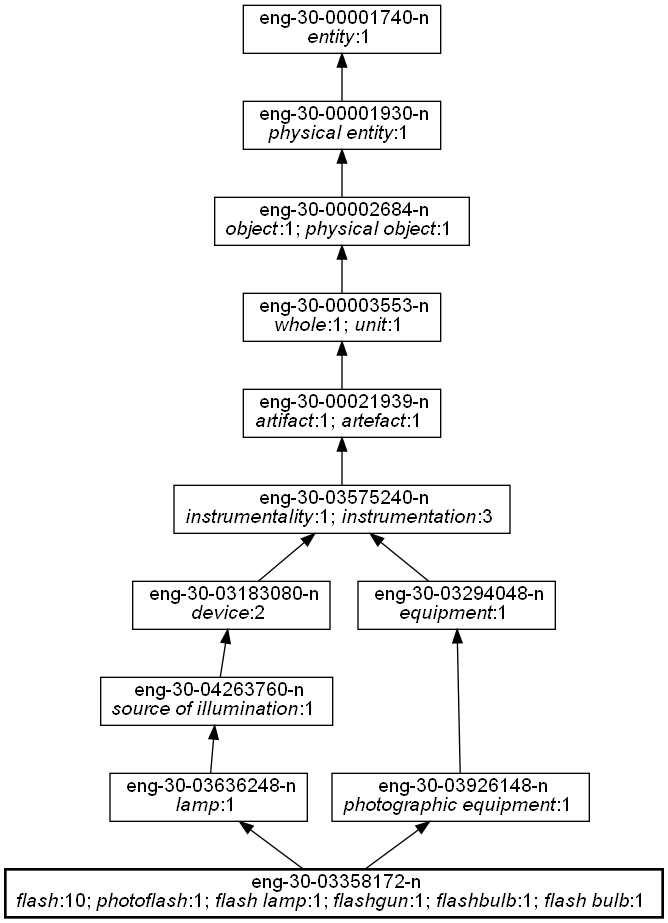 eng-30-00001740-n
entity:1
eng-30-00001930-n
physical entity:1
eng-30-00002684-n
object:1; physical object:1
eng-30-00003553-n
whole:1; unit:1
eng-30-00021939-n
artifact:1; artefact:1
eng-30-03575240-n
instrumentality:1; instrumentation:3
eng-30-03183080-n
device:2
eng-30-03294048-n
equipment:1
eng-30-04263760-n
source of illumination:1
eng-30-03636248-n
lamp:1
eng-30-03926148-n
photographic equipment:1
eng-30-03358172-n
flash:10; photoflash:1; flash lamp:1; flashgun:1; flashbulb:1; flash bulb:1